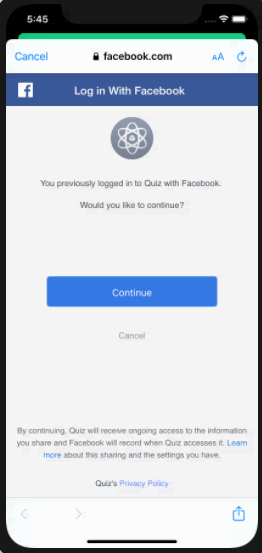 5:45
Cancel facebook.com AA
Log in With Facebook
You previously logged in to Quiz with Facebook.
Would you like to continue?
Continue
Cancel
By continuing, Quiz will receive ongoing access to the information
you share and Facebook will record when Quiz accesses it. Learn
more about this sharing and the settings you have.
Quiz's Privacy Policy